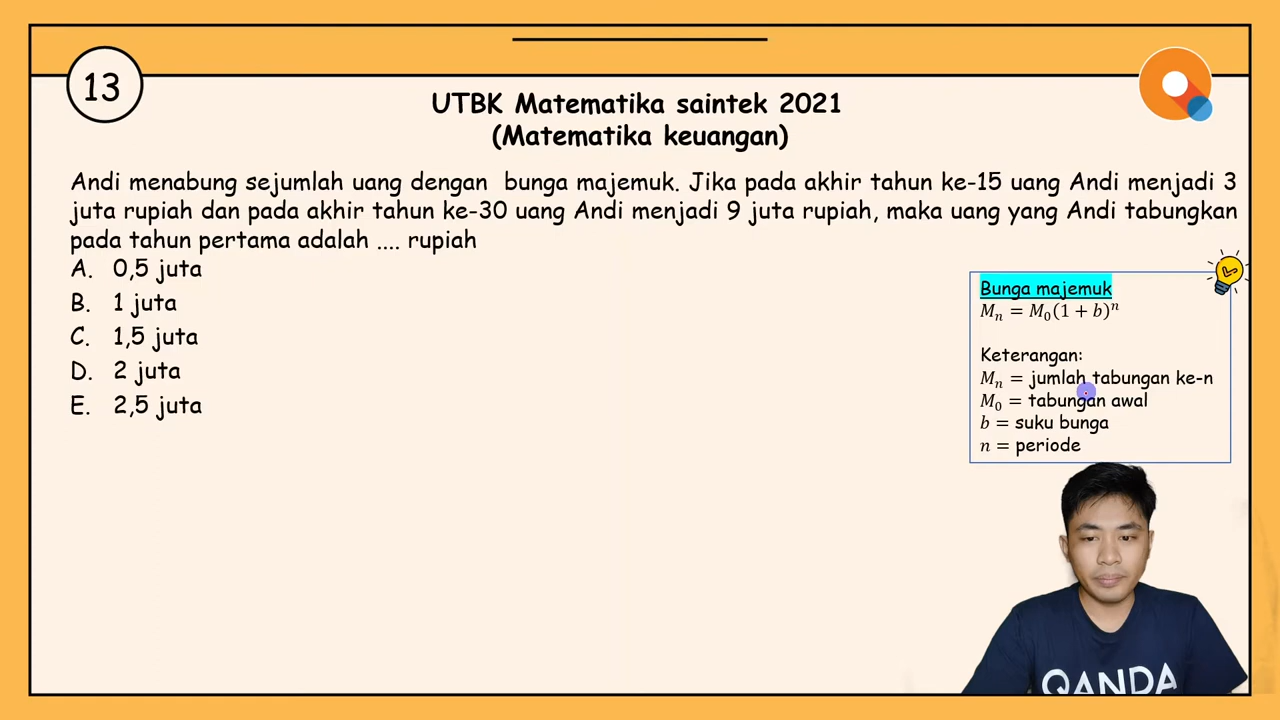 13
UTBK Matematika saintek 2021
(Matematika keuangan)
Andi menabung sejumlah uang dengan bunga majemuk. Jika pada akhir tahun ke-15 uang Andi menjadi 3
juta rupiah dan pada akhir tahun ke-30 uang Andi menjadi 9 juta rupiah, maka uang yang Andi tabungkan
pada tahun pertama adalah .... rupiah
A. 0,5 juta
B. 1 juta
C. 1,5 juta
D. 2 juta
E. 2,5 juta
Bunga majemuk
Mₙ = M₀(1 + b)ⁿ
Keterangan:
Mₙ = jumlah tabungan ke-n
M₀ = tabungan awal
b = suku bunga
n = periode
QANDA